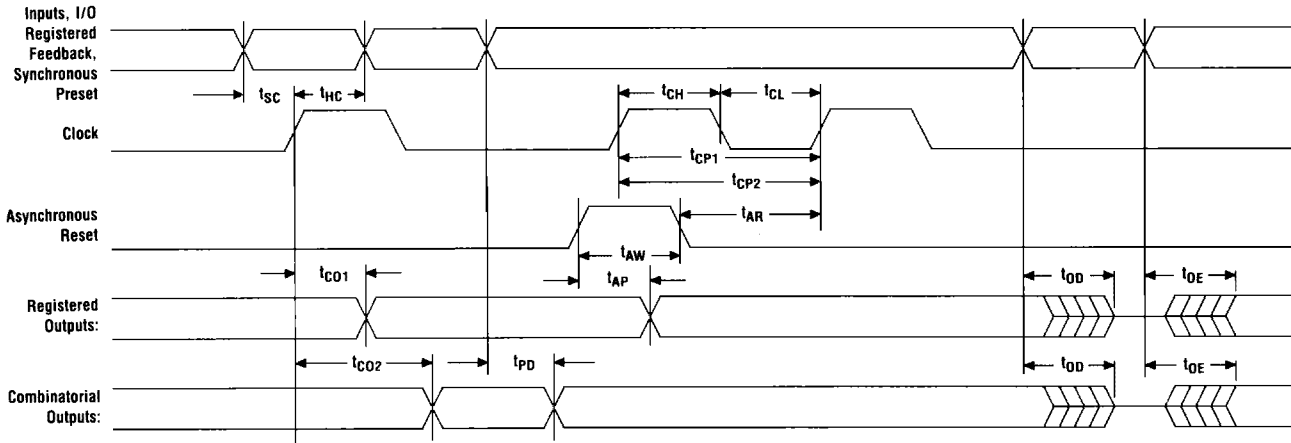 Inputs, I/O
Registered
Feedback,
Synchronous
Preset
tSC
tHC
tCH
tCL
Clock
tCP1
tCP2
Asynchronous
Reset
tAR
tAW
tCO1
tAP
tOD
tOE
Registered
Outputs:
tCO2
tPD
tOD
tOE
Combinatorial
Outputs: